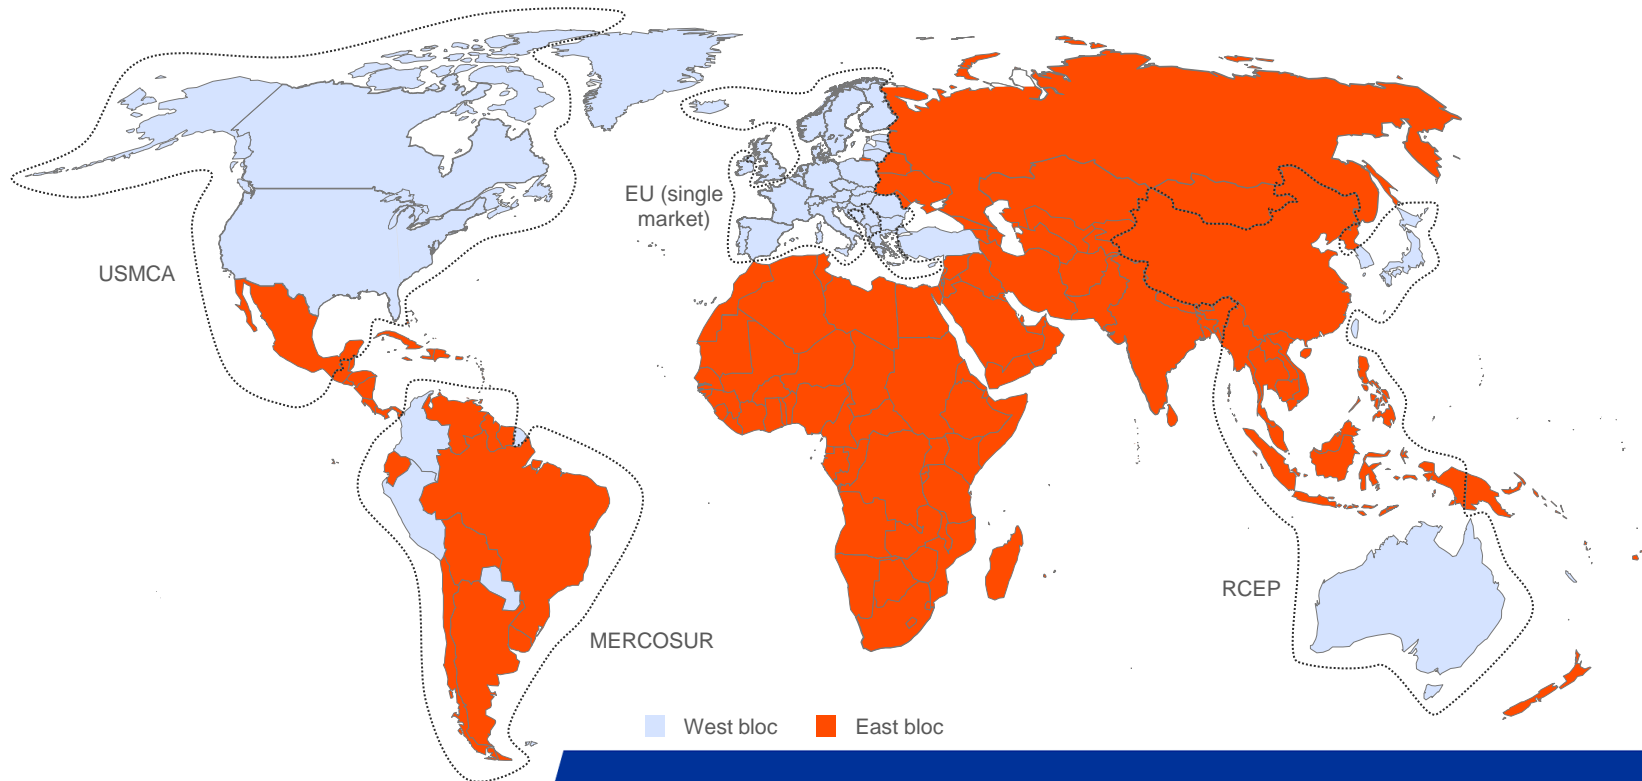 EU (single
market)
USMCA
RCEP
MERCOSUR
West bloc
East bloc